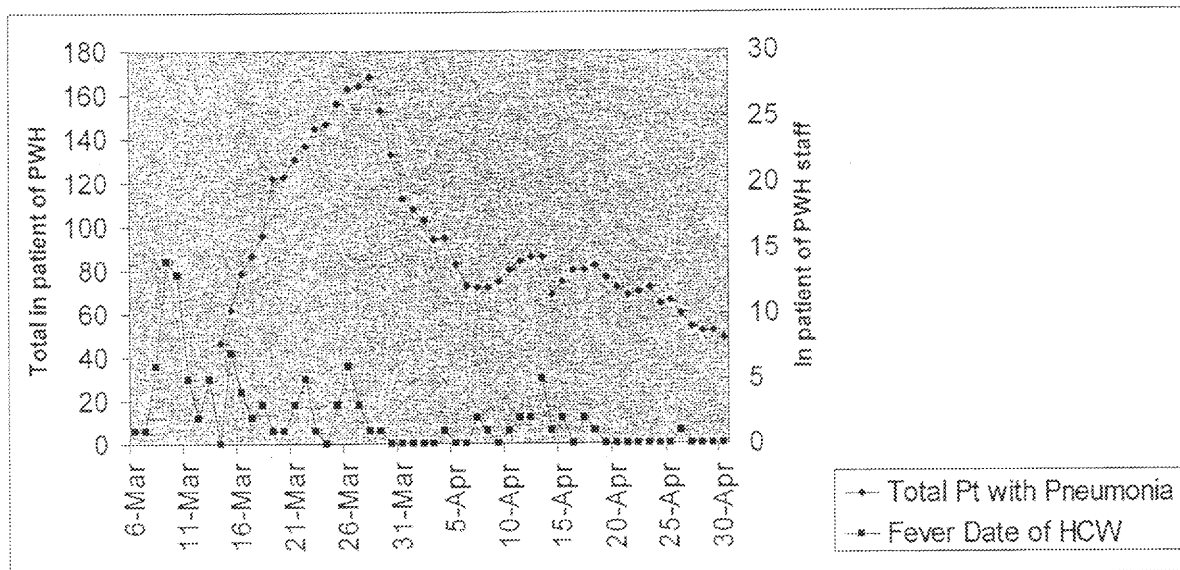 Total in patient of PWH
180
160
140
120
100
80
60
40
20
0
30
25
20
15
10
5
0
In patient of PWH staff
6-Mar
11-Mar
16-Mar
21-Mar
26-Mar
31-Mar
5-Apr
10-Apr
15-Apr
20-Apr
25-Apr
30-Apr
Total Pt with Pneumonia
Fever Date of HCW